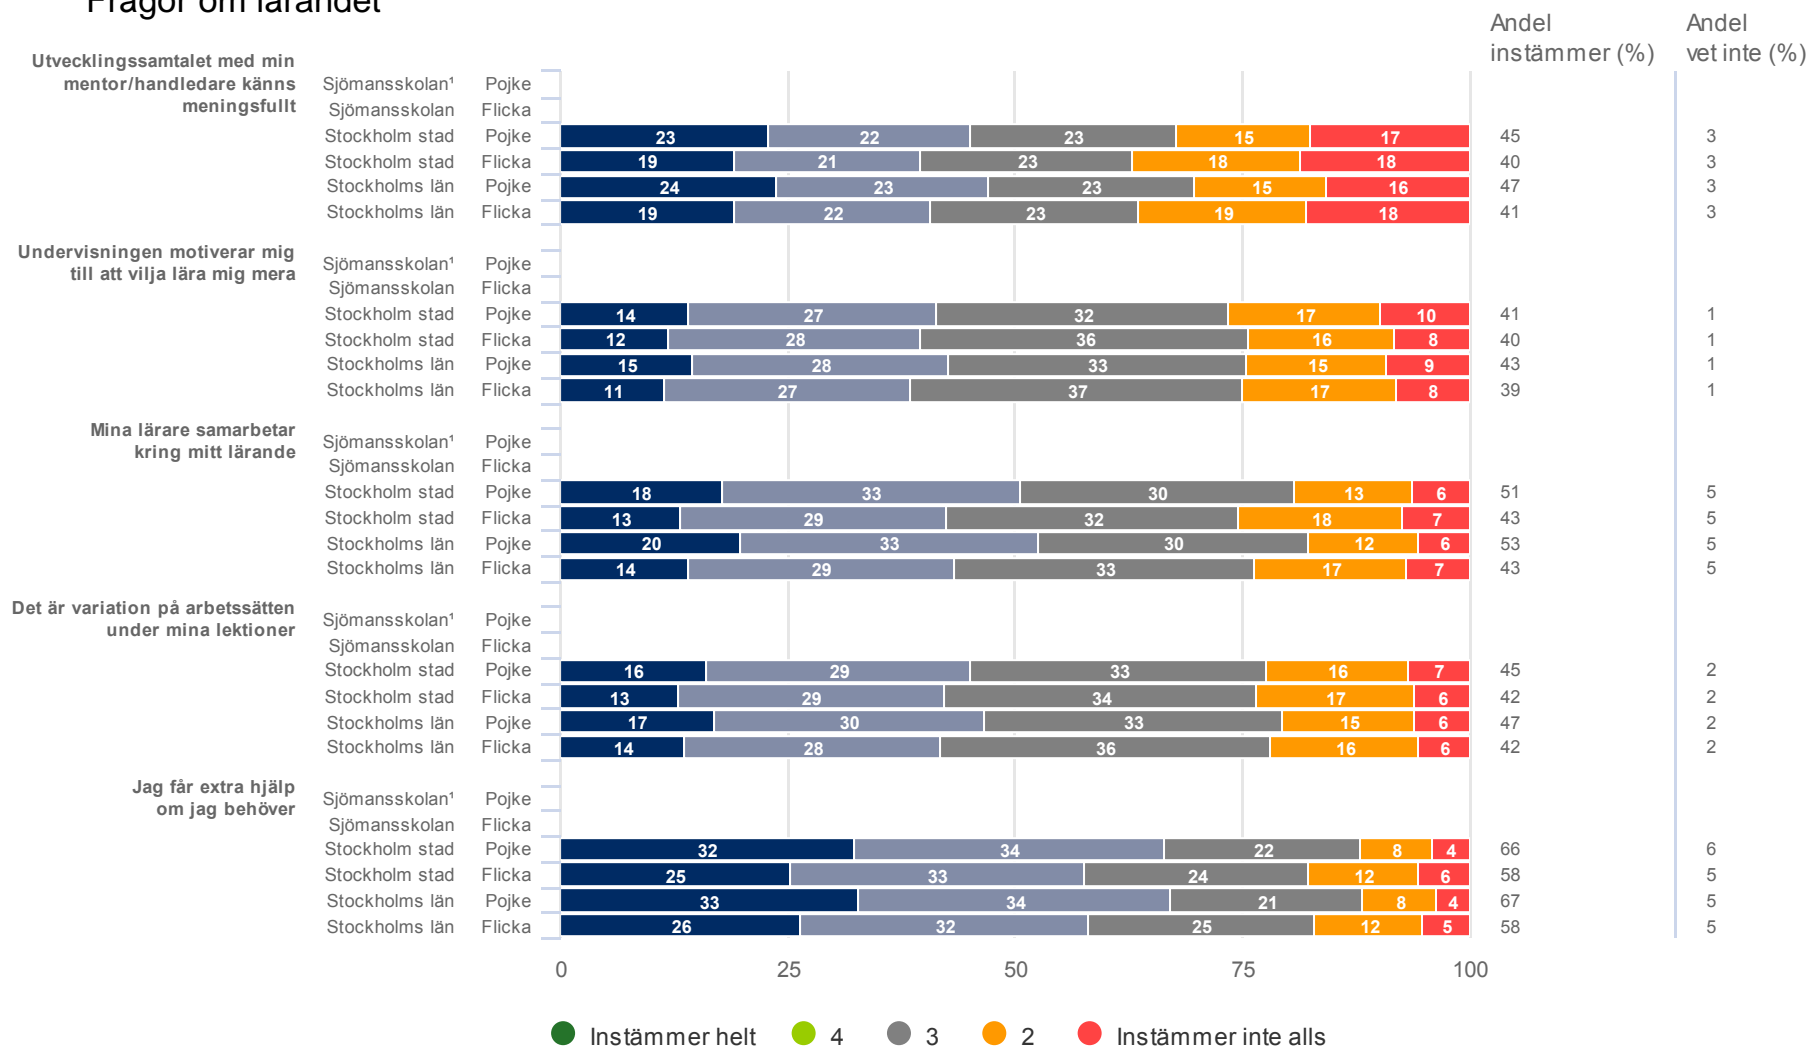 Frågor om lärandet
Andel Andel
instämmer (%) vet inte (%)
Utvecklingssamtalet med min
mentor/handledare känns
meningsfullt
Sjömansskolan¹ Pojke
Sjömansskolan Flicka
Stockholm stad Pojke 23 22 23 15 17 45 3
Stockholm stad Flicka 19 21 23 18 18 40 3
Stockholms län Pojke 24 23 23 15 16 47 3
Stockholms län Flicka 19 22 23 19 18 41 3
Undervisningen motiverar mig
till att vilja lära mig mera
Sjömansskolan¹ Pojke
Sjömansskolan Flicka
Stockholm stad Pojke 14 27 32 17 10 41 1
Stockholm stad Flicka 12 28 36 16 8 40 1
Stockholms län Pojke 15 28 33 15 9 43 1
Stockholms län Flicka 11 27 37 17 8 39 1
Mina lärare samarbetar
kring mitt lärande
Sjömansskolan¹ Pojke
Sjömansskolan Flicka
Stockholm stad Pojke 18 33 30 13 6 51 5
Stockholm stad Flicka 13 29 32 18 7 43 5
Stockholms län Pojke 20 33 30 12 6 53 5
Stockholms län Flicka 14 29 33 17 7 43 5
Det är variation på arbetssätten
under mina lektioner
Sjömansskolan¹ Pojke
Sjömansskolan Flicka
Stockholm stad Pojke 16 29 33 16 7 45 2
Stockholm stad Flicka 13 29 34 17 6 42 2
Stockholms län Pojke 17 30 33 15 6 47 2
Stockholms län Flicka 14 28 36 16 6 42 2
Jag får extra hjälp
om jag behöver
Sjömansskolan¹ Pojke
Sjömansskolan Flicka
Stockholm stad Pojke 32 34 22 8 4 66 6
Stockholm stad Flicka 25 33 24 12 6 58 5
Stockholms län Pojke 33 34 21 8 4 67 5
Stockholms län Flicka 26 32 25 12 5 58 5
0 25 50 75 100
Instämmer helt 4 3 2 Instämmer inte alls